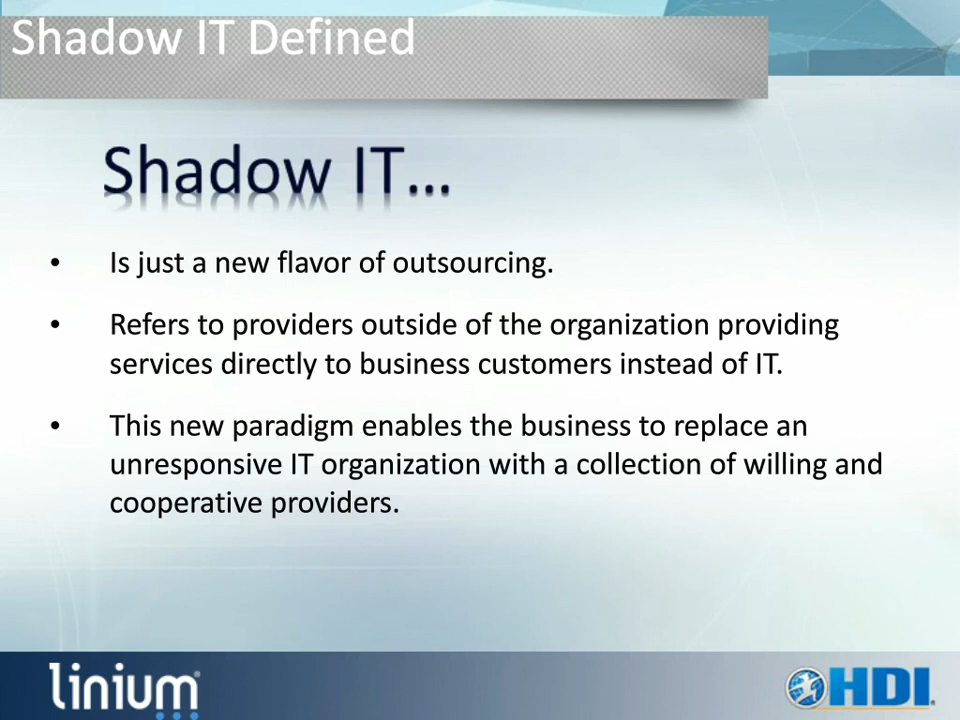 Shadow IT Defined
Shadow IT...
• Is just a new flavor of outsourcing.
• Refers to providers outside of the organization providing
services directly to business customers instead of IT.
• This new paradigm enables the business to replace an
unresponsive IT organization with a collection of willing and
cooperative providers.
linium®
HDI.